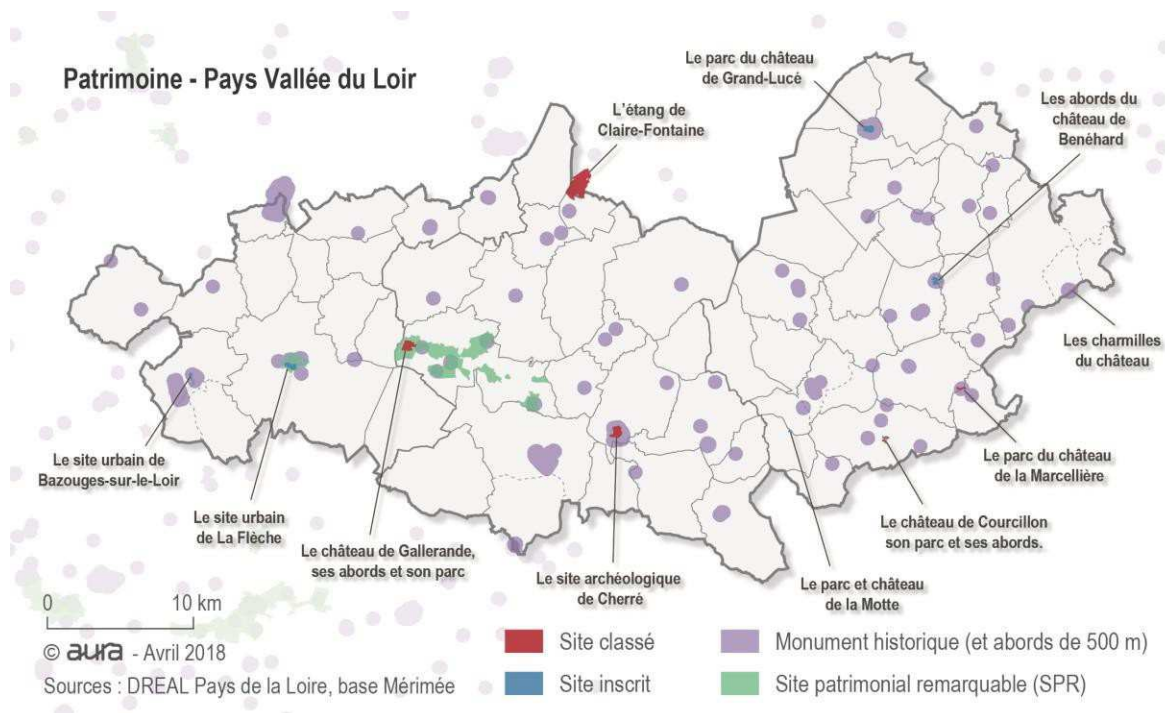 Patrimoine - Pays Vallée du Loir
Le parc du château
de Grand-Lucé
L'étang de
Claire-Fontaine
Les abords du
château de
Benéhard
Les charmilles
du château
Le site urbain de
Bazouges-sur-le-Loir
Le site urbain
de La Flèche
Le château de Gallerande,
ses abords et son parc
Le site archéologique
de Cherré
Le parc et château
de la Motte
Le château de Courcillon
son parc et ses abords.
Le parc du château
de la Marcellière
0 10 km
© aura - Avril 2018
Sources : DREAL Pays de la Loire, base Mérimée
Site classé
Site inscrit
Monument historique (et abords de 500 m)
Site patrimonial remarquable (SPR)